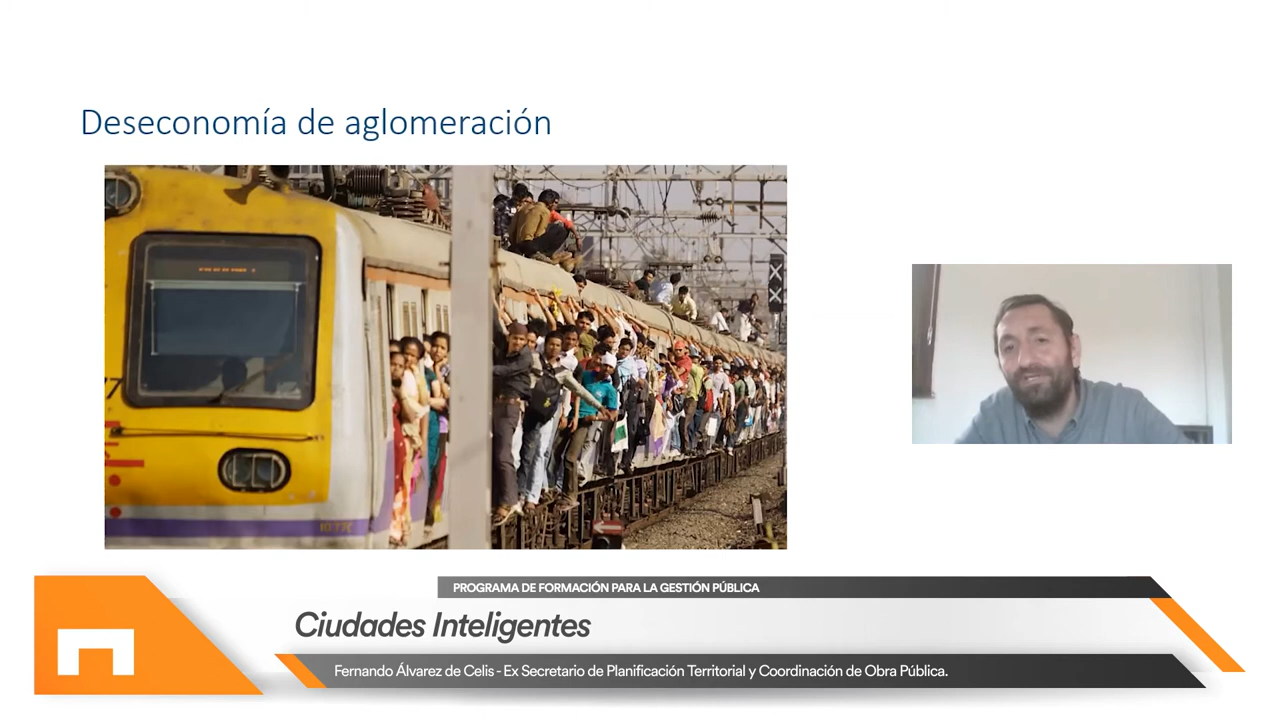 Deseconomía de aglomeración
PROGRAMA DE FORMACIÓN PARA LA GESTIÓN PÚBLICA
Ciudades Inteligentes
Fernando Álvarez de Celis - Ex Secretario de Planificación Territorial y Coordinación de Obra Pública.